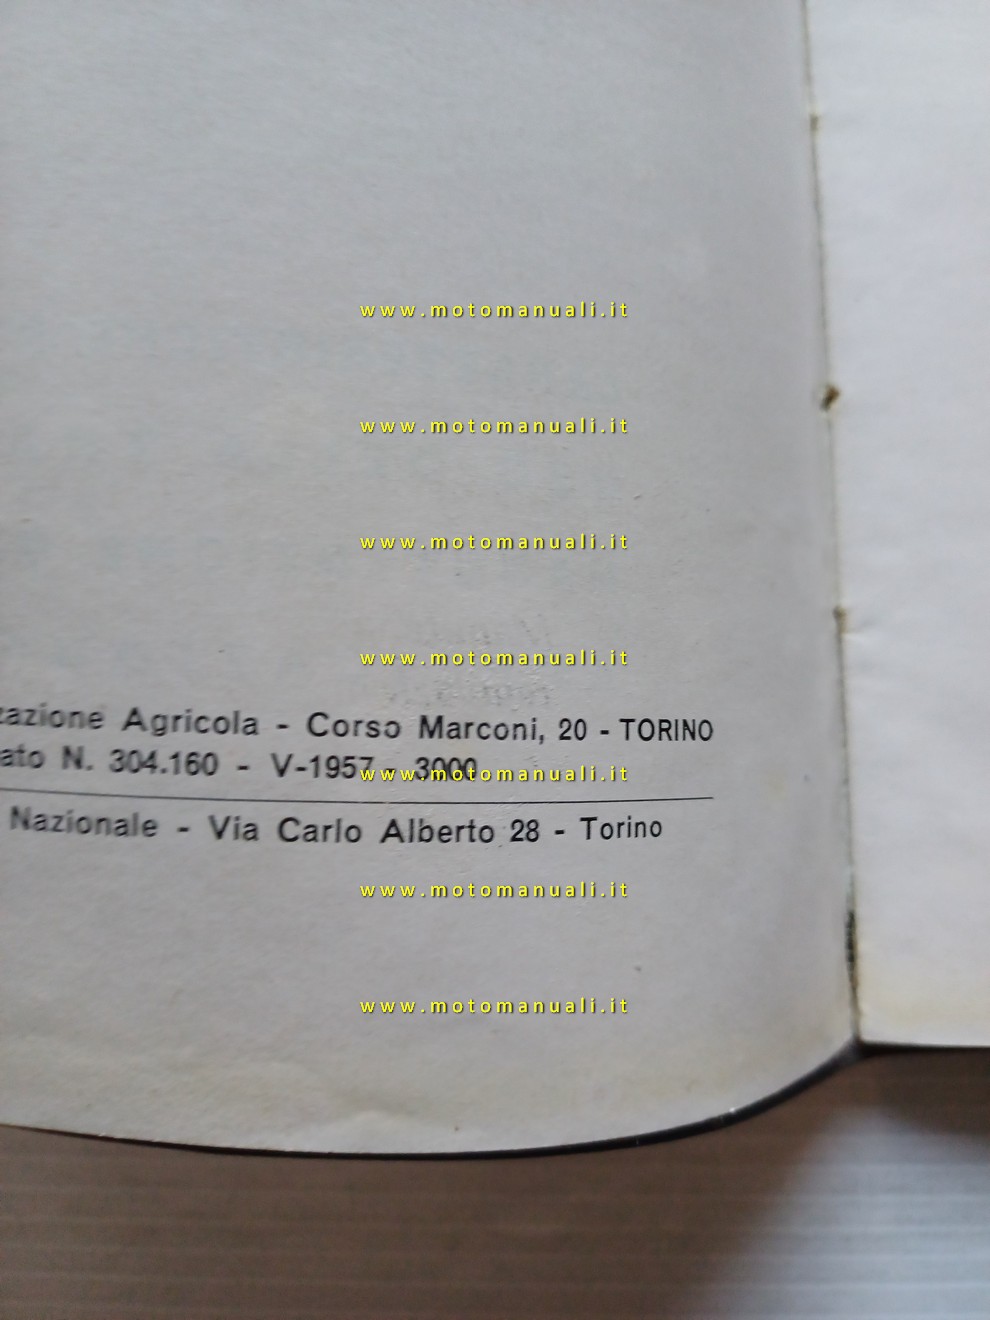 www.motomanuali.it
www.motomanuali.it
www.motomanuali.it
www.motomanuali.it
zazione Agricola - Corso Marconi, 20 - TORINO
ato N. 304.160 - V-1957 - 3000
www.motomanuali.it
Nazionale - Via Carlo Alberto 28 - Torino
www.motomanuali.it
www.motomanuali.it